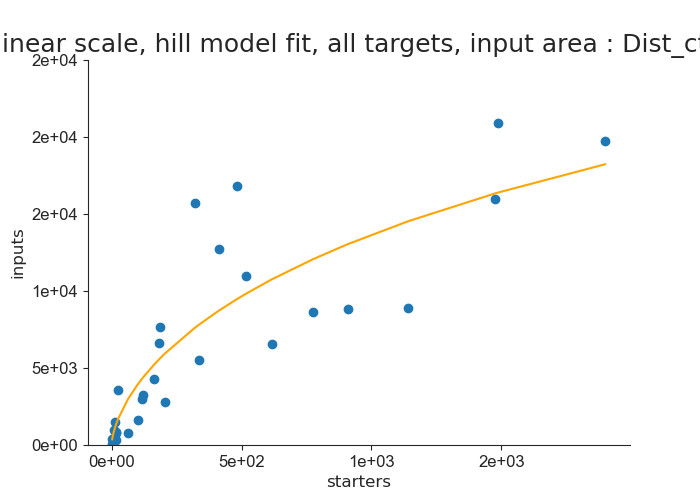 inear scale, hill model fit, all targets, input area : Dist_c
2e+04
2e+04
2e+04
1e+04
5e+03
0e+00
inputs
0e+00 5e+02 1e+03 2e+03
starters